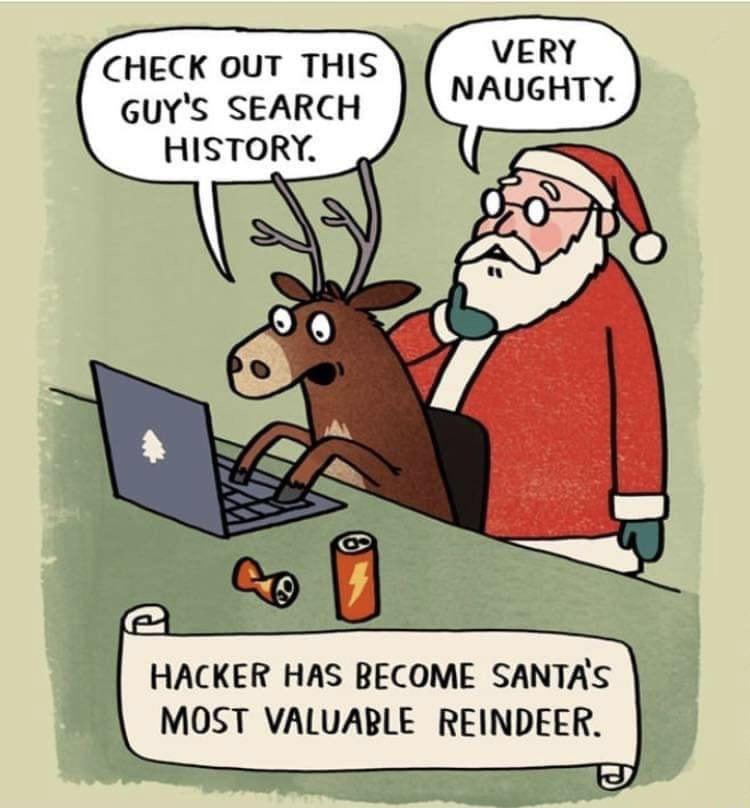 CHECK OUT THIS
GUY'S SEARCH
HISTORY.
VERY
NAUGHTY.
HACKER HAS BECOME SANTA'S
MOST VALUABLE REINDEER.